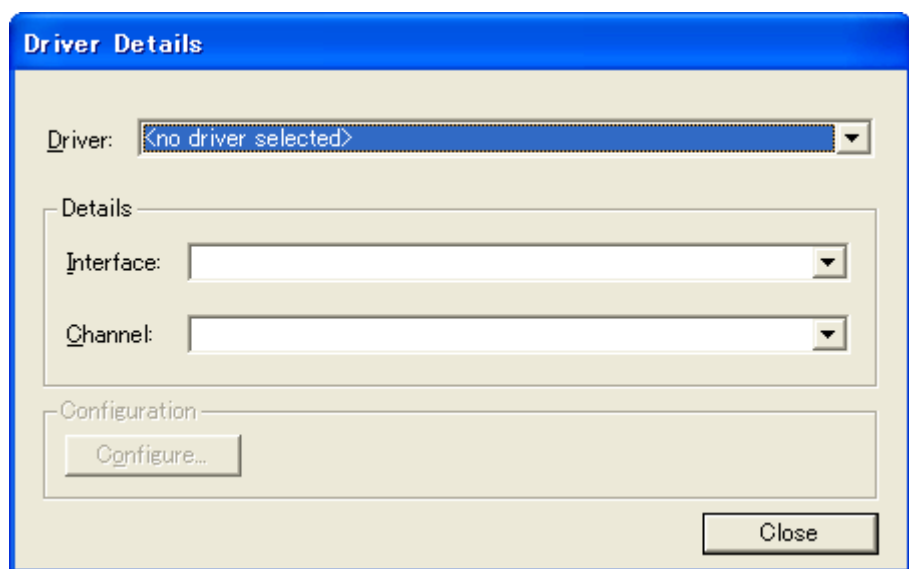 Driver Details
Driver: <no driver selected>
Details
Interface:
Channel:
Configuration
Configure...
Close